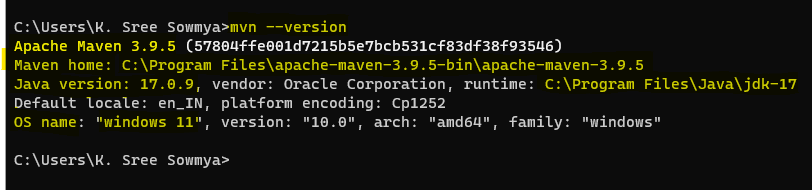 C:\Users\K. Sree Sowmya>mvn --version
Apache Maven 3.9.5 (57804ffe001d7215b5e7bcb531cf83df38f93546)
Maven home: C:\Program Files\apache-maven-3.9.5-bin\apache-maven-3.9.5
Java version: 17.0.9, vendor: Oracle Corporation, runtime: C:\Program Files\Java\jdk-17
Default locale: en_IN, platform encoding: Cp1252
OS name: "windows 11", version: "10.0", arch: "amd64", family: "windows"
C:\Users\K. Sree Sowmya>